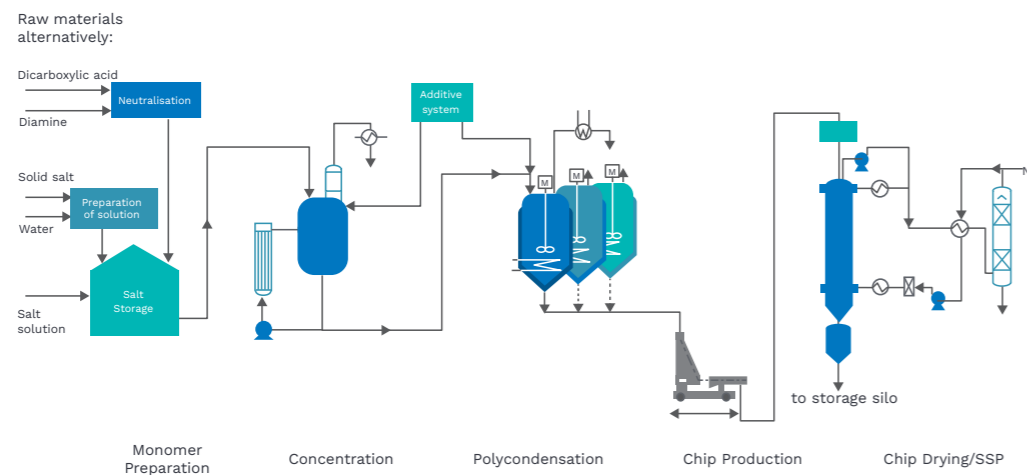 Raw materials
alternatively:
Dicarboxylic acid
Neutralisation
Diamine
Solid salt
Preparation
of solution
Water
Salt
Storage
Salt
solution
Additive
system
M
M
M
to storage silo
Monomer
Preparation
Concentration
Polycondensation
Chip Production
Chip Drying/SSP